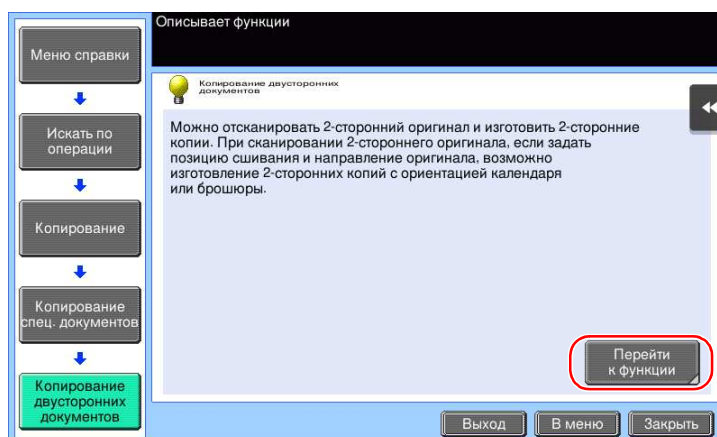 Описывает функции
Меню справки
Искать по
операции
Копирование
Копирование
спец. документов
Копирование
двусторонних
документов
Копирование двусторонних
документов
Можно отсканировать 2-сторонний оригинал и изготовить 2-сторонние
копии. При сканировании 2-стороннего оригинала, если задать
позицию сшивания и направление оригинала, возможно
изготовление 2-сторонних копий с ориентацией календаря
или брошюры.
Перейти
к функции
Выход
В меню
Закрыть